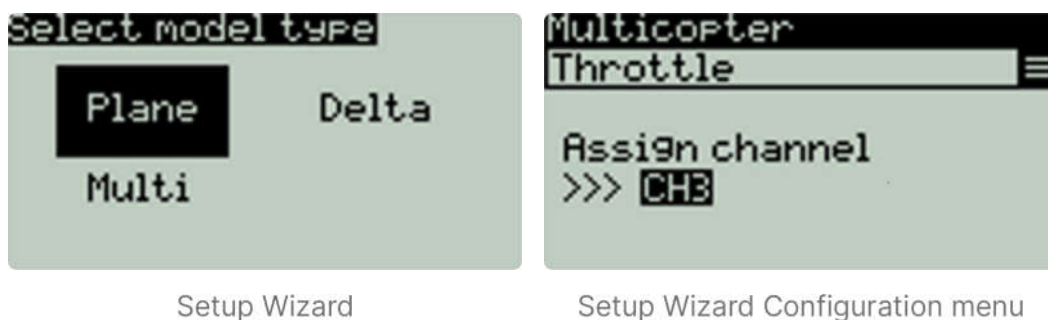 Select model type
Plane Delta
Multi
Multicopter
Throttle
Assign channel
>>> CH3
Setup Wizard
Setup Wizard Configuration menu